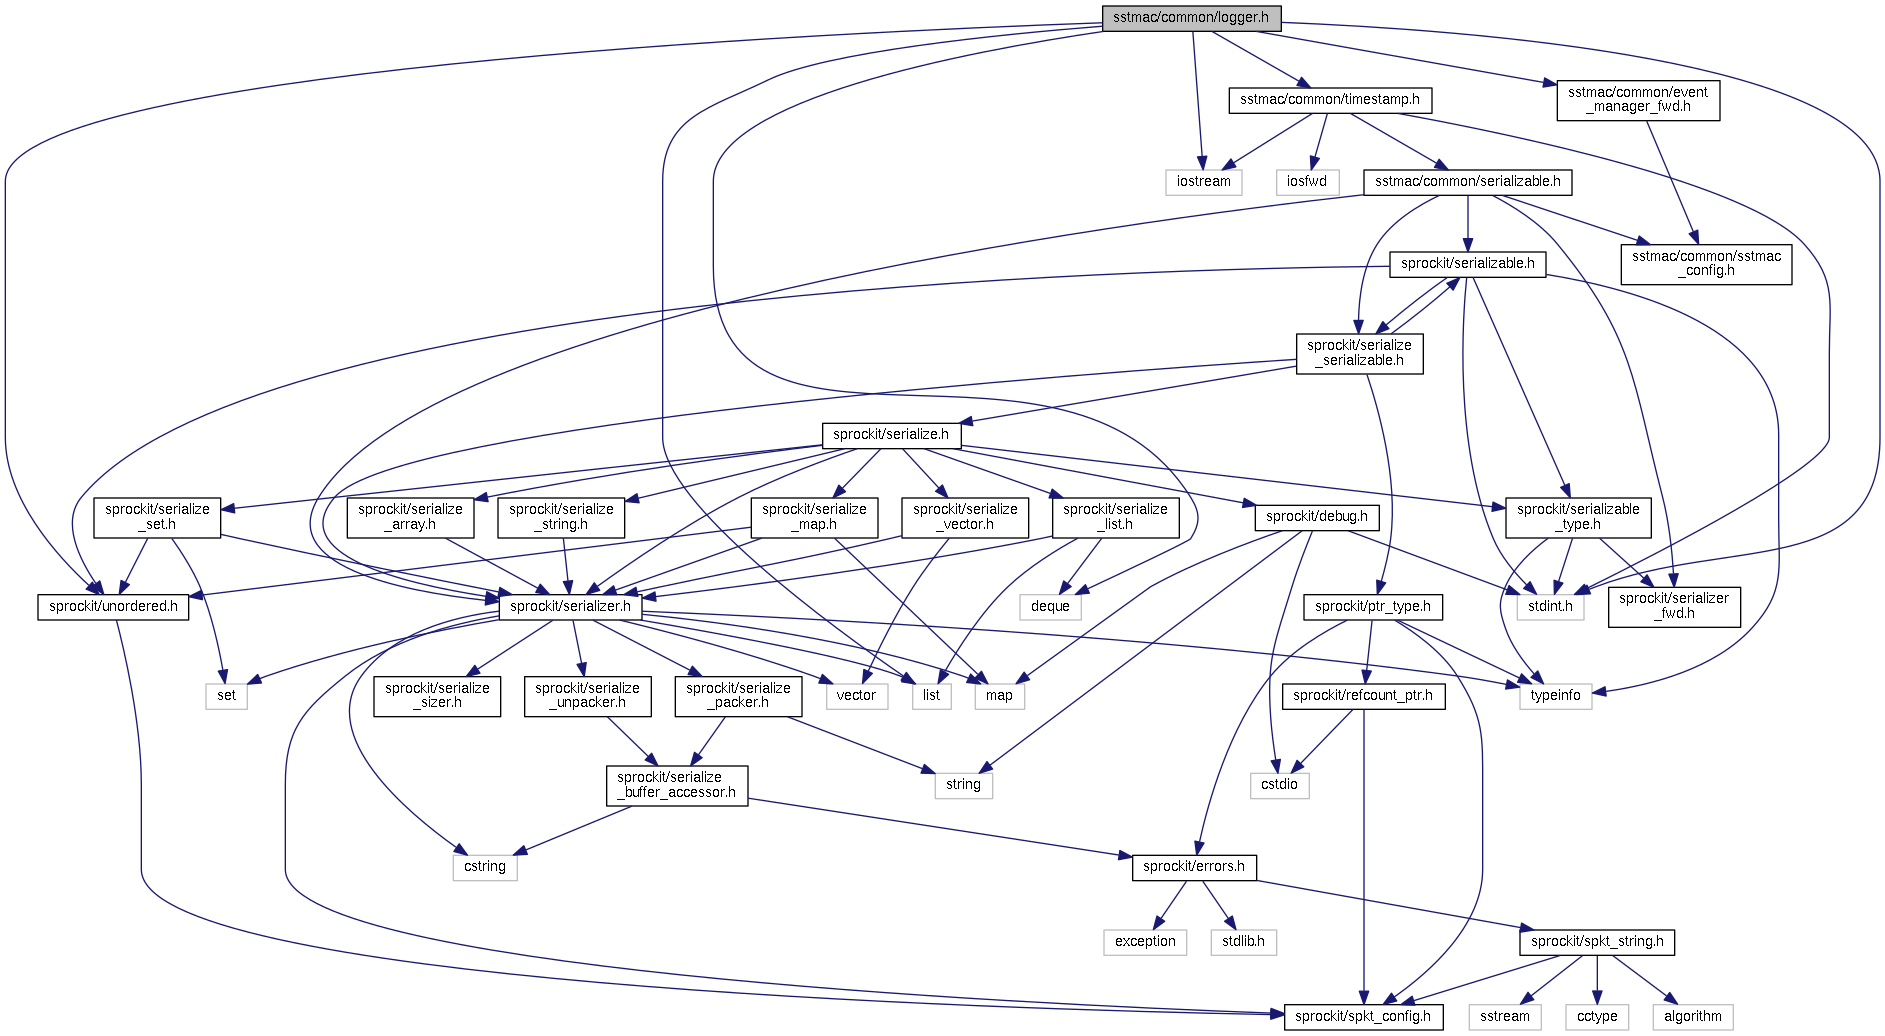 sstmac/common/logger.h
sstmac/common/timestamp.h
sstmac/common/event
_manager_fwd.h
iostream
iosfwd
sstmac/common/serializable.h
sprockit/serializable.h
sstmac/common/sstmac
_config.h
sprockit/serialize
_serializable.h
sprockit/serialize.h
sprockit/serialize
_set.h
sprockit/serialize
_array.h
sprockit/serialize
_string.h
sprockit/serialize
_map.h
sprockit/serialize
_vector.h
sprockit/serialize
_list.h
sprockit/debug.h
sprockit/serializable
_type.h
sprockit/unordered.h
sprockit/serializer.h
deque
sprockit/ptr_type.h
stdint.h
sprockit/serializer
_fwd.h
set
sprockit/serialize
_sizer.h
sprockit/serialize
_unpacker.h
sprockit/serialize
_packer.h
vector
list
map
sprockit/refcount_ptr.h
typeinfo
sprockit/serialize
_buffer_accessor.h
string
cstdio
cstring
sprockit/errors.h
exception
stdlib.h
sprockit/spkt_string.h
sprockit/spkt_config.h
sstream
cctype
algorithm